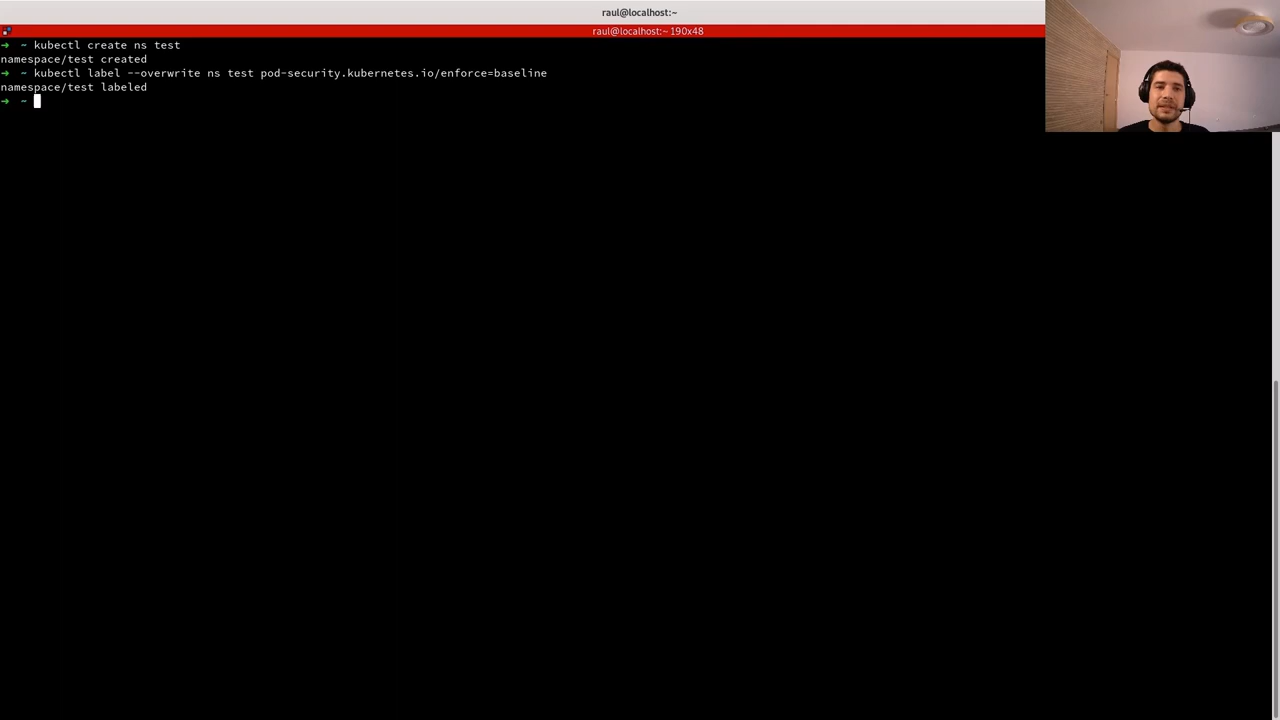 raul@localhost:~
raul@localhost:~ 190x48
➜ ~ kubectl create ns test
namespace/test created
➜ ~ kubectl label --overwrite ns test pod-security.kubernetes.io/enforce=baseline
namespace/test labeled
➜ ~